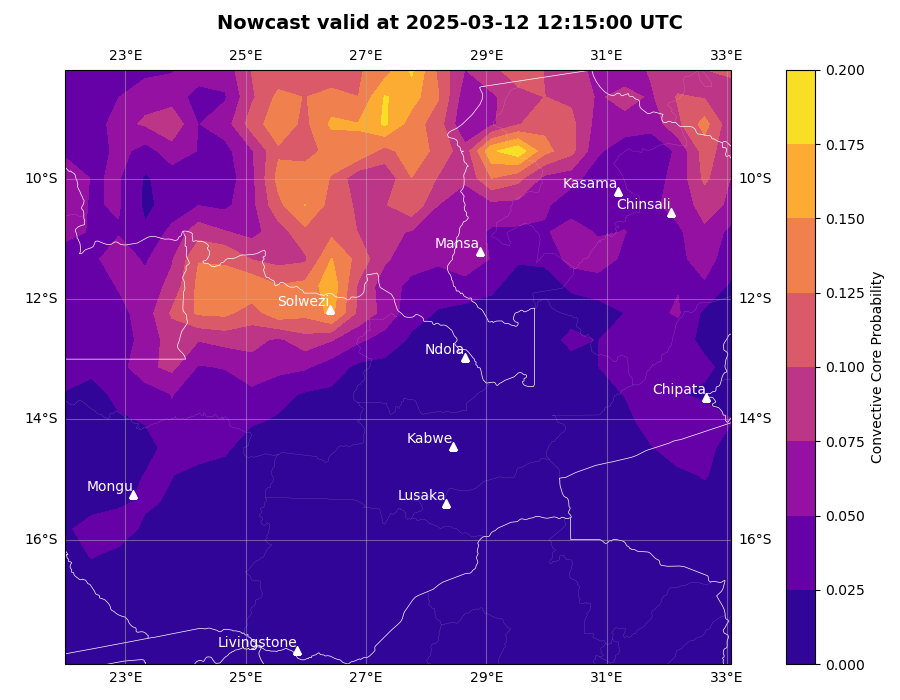 Nowcast valid at 2025-03-12 12:15:00 UTC
23°E 25°E 27°E 29°E 31°E 33°E
0.200
0.175
0.150
0.125
0.100
0.075
0.050
0.025
0.000
Convective Core Probability
10°S 10°S
12°S 12°S
14°S 14°S
16°S 16°S
Kasama
Chinsali
Mansa
Solwezi
Ndola
Chipata
Kabwe
Mongu
Lusaka
Livingstone
23°E 25°E 27°E 29°E 31°E 33°E